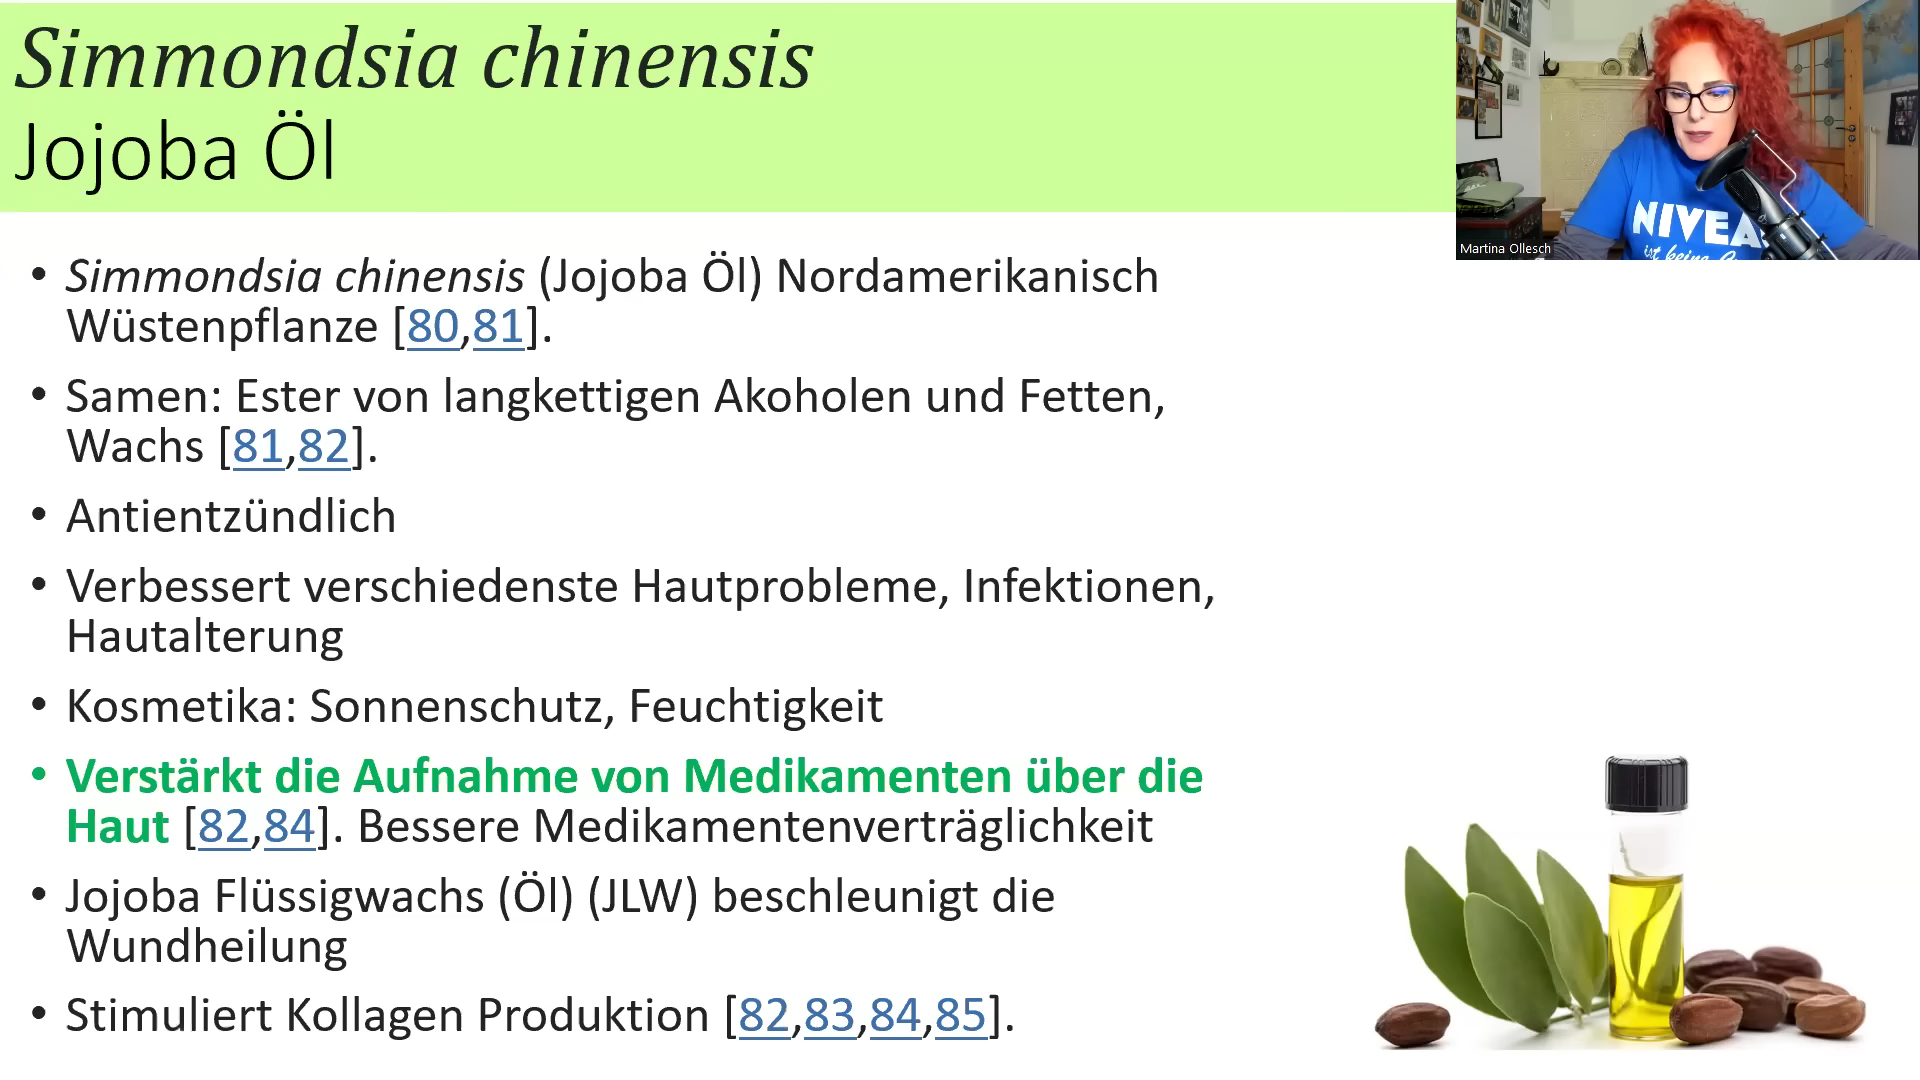 Simmondsia chinensis
Jojoba Öl
• Simmondsia chinensis (Jojoba Öl) Nordamerikanisch
Wüstenpflanze [80,81].
• Samen: Ester von langkettigen Akoholen und Fetten,
Wachs [81,82].
• Antientzündlich
• Verbessert verschiedenste Hautprobleme, Infektionen,
Hautalterung
• Kosmetika: Sonnenschutz, Feuchtigkeit
• Verstärkt die Aufnahme von Medikamenten über die
Haut [82,84]. Bessere Medikamentenverträglichkeit
• Jojoba Flüssigwachs (Öl) (JLW) beschleunigt die
Wundheilung
• Stimuliert Kollagen Produktion [82,83,84,85].
NIVEA
ist keine
Martina Ollesch